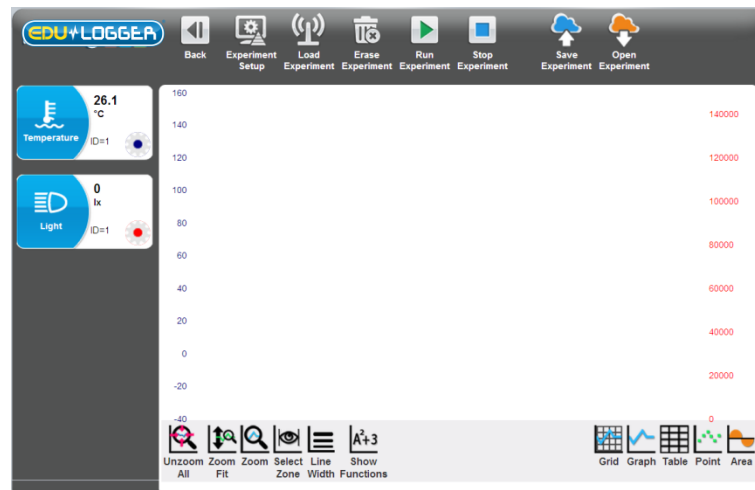 EDU LOGGER
Back
Experiment Setup
Load Experiment
Erase Experiment
Run Experiment
Stop Experiment
Save Experiment
Open Experiment
26.1
°C
Temperature
ID=1
0
lx
Light
ID=1
160
140
120
100
80
60
40
20
0
-20
-40
140000
120000
100000
80000
60000
40000
20000
0
A²+3
Unzoom All
Zoom Fit
Zoom
Select Zone
Line Width
Show Functions
Grid
Graph
Table
Point
Area